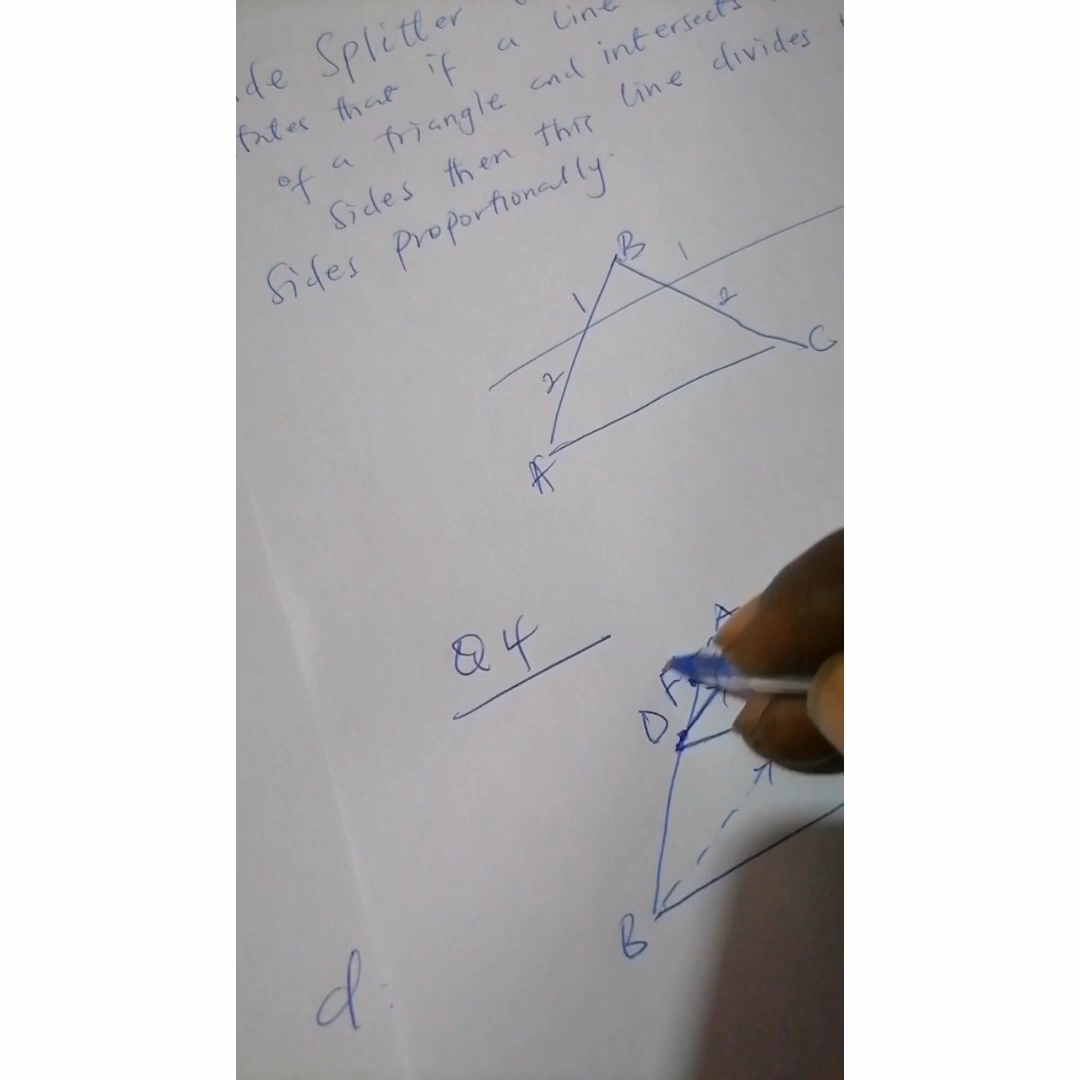 de Splitter
tates that if a line
of a triangle and intersects
sides then this line divides
sides proportionally.
B
1
1
2
2
C
A
Q4
A
F
D
B
d: